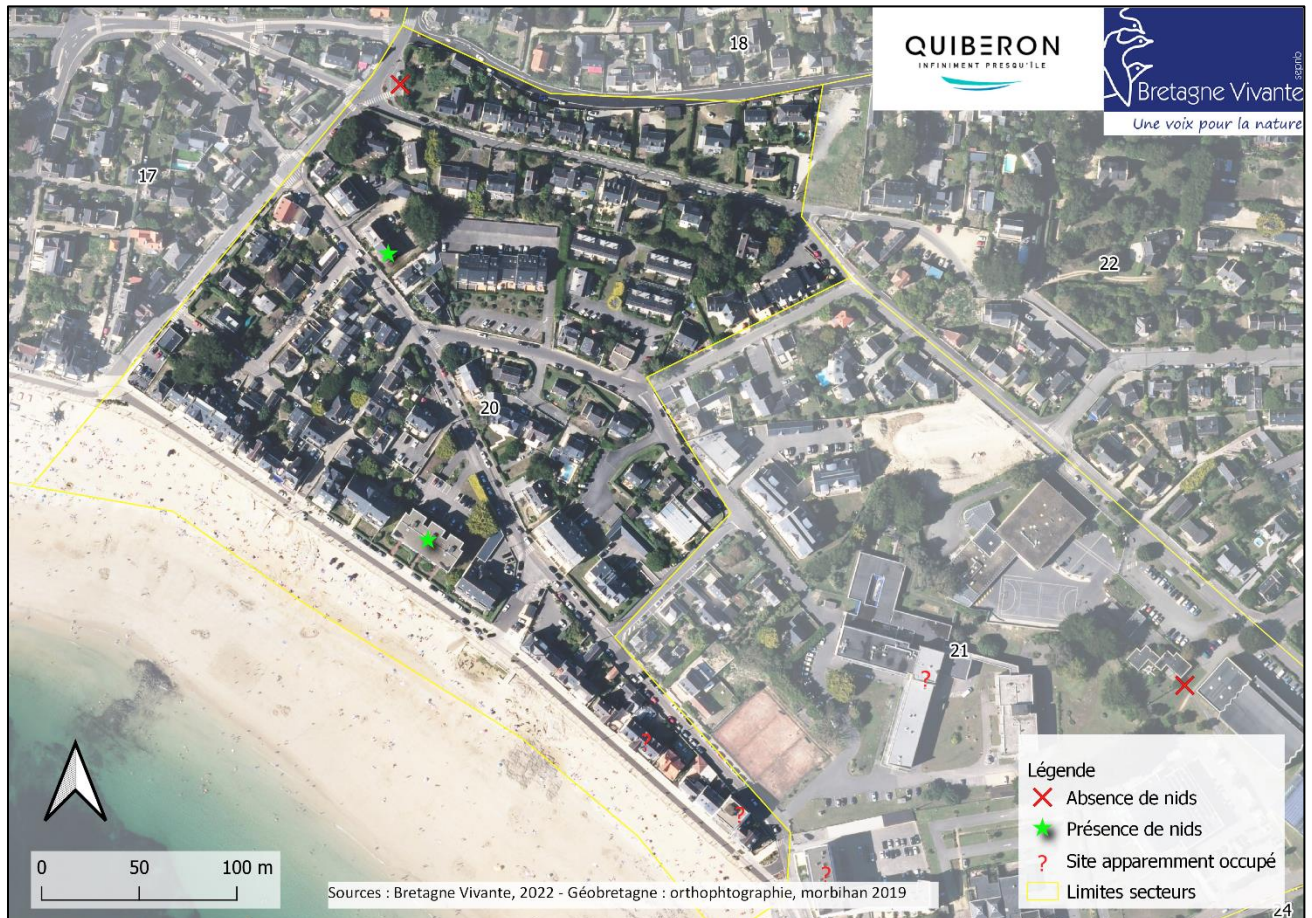 18
QUIBERON
INFINIMENT PRESQU'ÎLE
Bretagne Vivante
sepnb
Une voix pour la nature
17
22
20
21
?
?
?
?
Légende
Absence de nids
Présence de nids
? Site apparemment occupé
Limites secteurs
0 50 100 m
Sources : Bretagne Vivante, 2022 - Géobretagne : orthophtographie, morbihan 2019
24